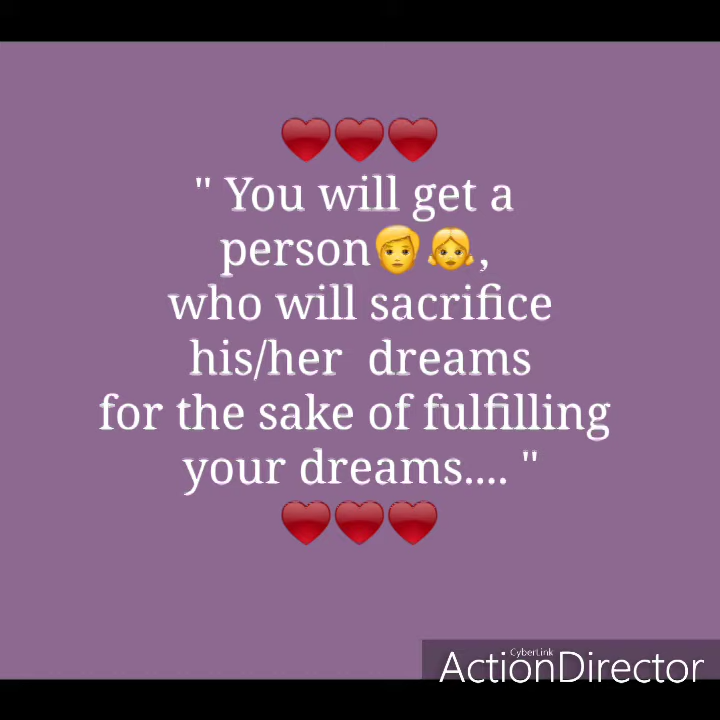 ♥️♥️♥️
" You will get a
person👦👧,
who will sacrifice
his/her  dreams
for the sake of fulfilling
your dreams.... "
♥️♥️♥️
CyberLink
ActionDirector